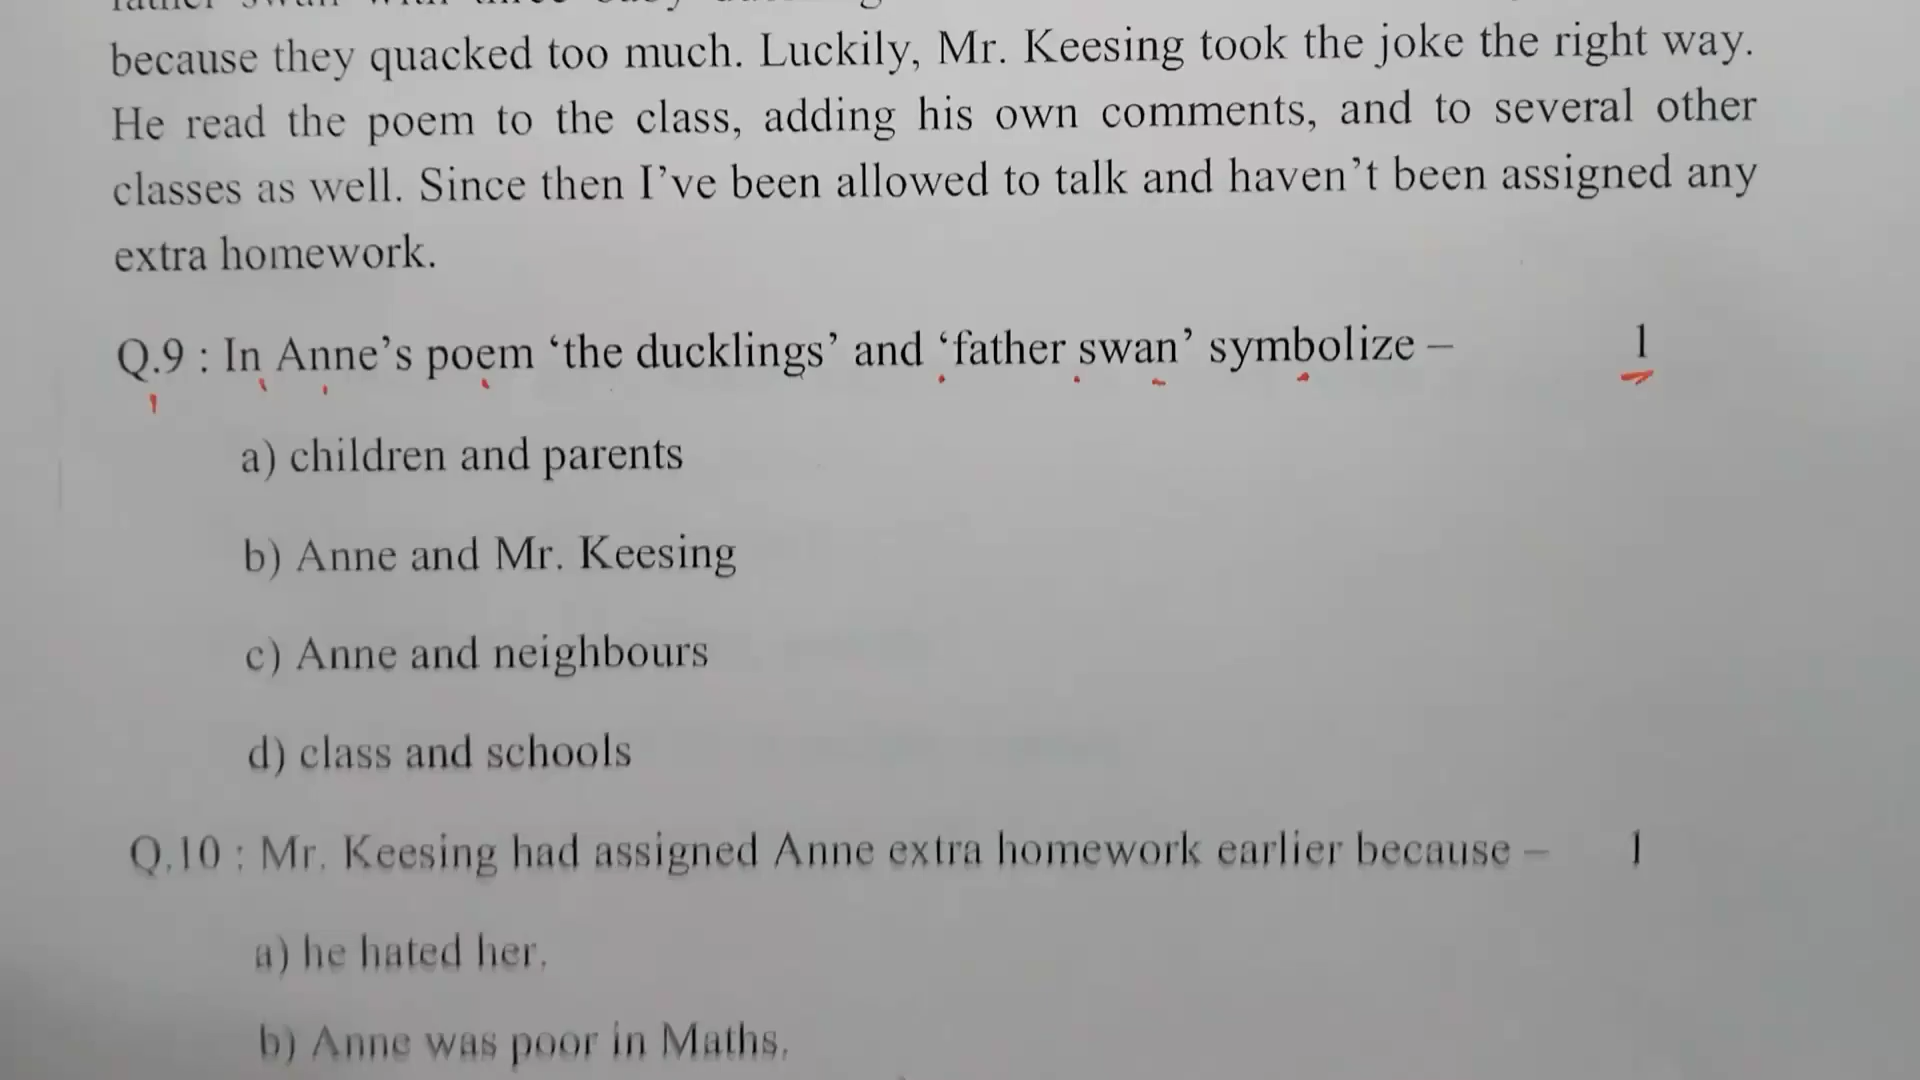 because they quacked too much. Luckily, Mr. Keesing took the joke the right way.
He read the poem to the class, adding his own comments, and to several other
classes as well. Since then I've been allowed to talk and haven't been assigned any
extra homework.
Q.9 : In Anne's poem ‘the ducklings’ and ‘father swan’ symbolize – 1
a) children and parents
b) Anne and Mr. Keesing
c) Anne and neighbours
d) class and schools
Q.10 : Mr. Keesing had assigned Anne extra homework earlier because – 1
a) he hated her.
b) Anne was poor in Maths.